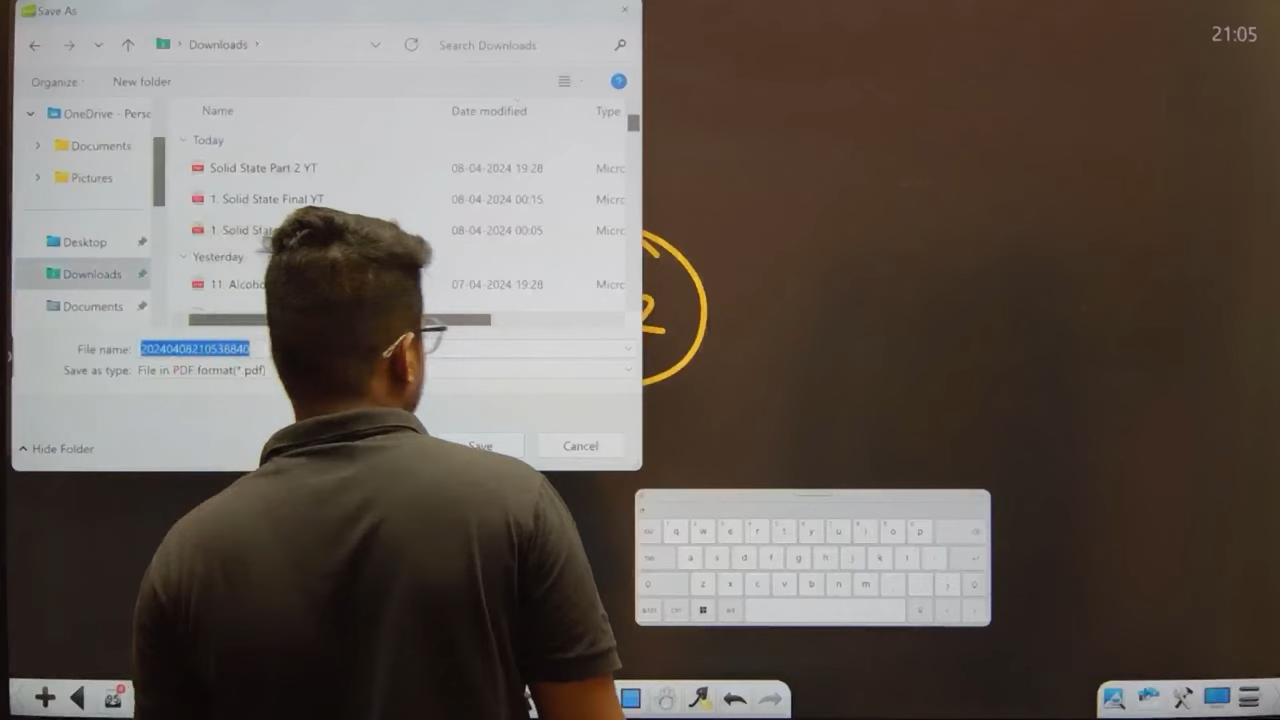 Save As
21:05
Downloads
Search Downloads
Organize
New folder
?
Name
Date modified
Type
OneDrive - Perso
Today
Documents
Solid State Part 2 YT
08-04-2024 19:28
Micro
Pictures
1. Solid State Final YT
08-04-2024 00:15
Micro
1. Solid Sta
08-04-2024 00:05
Desktop
Yesterday
Downloads
11. Alcoho
07-04-2024 19:28
Micro
Documents
2
File name:
20240408210538840
Save as type:
File in PDF format(*.pdf)
Hide Folder
Save
Cancel
q w e r t y u i o p
a s d f g h j k l
z x c v b n m